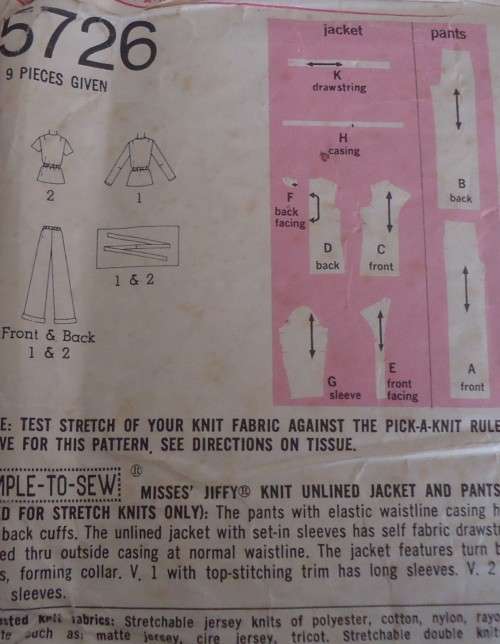 5726
9 PIECES GIVEN
2
1
1 & 2
Front & Back
1 & 2
jacket
pants
K
drawstring
H
casing
F
back
facing
D
back
C
front
B
back
G
sleeve
E
front
facing
A
front
E: TEST STRETCH OF YOUR KNIT FABRIC AGAINST THE PICK-A-KNIT RULE
VE FOR THIS PATTERN, SEE DIRECTIONS ON TISSUE.
MPLE-TO-SEW ® MISSES' JIFFY® KNIT UNLINED JACKET AND PANTS
ED FOR STRETCH KNITS ONLY): The pants with elastic waistline casing h
back cuffs. The unlined jacket with set-in sleeves has self fabric drawst
ed thru outside casing at normal waistline. The jacket features turn b
s, forming collar. V. 1 with top-stitching trim has long sleeves. V. 2
sleeves.
sted knit fabrics: Stretchable jersey knits of polyester, cotton, nylon, rayo
te such as: matte jersey, cire jersey, tricot. Stretchable double knit